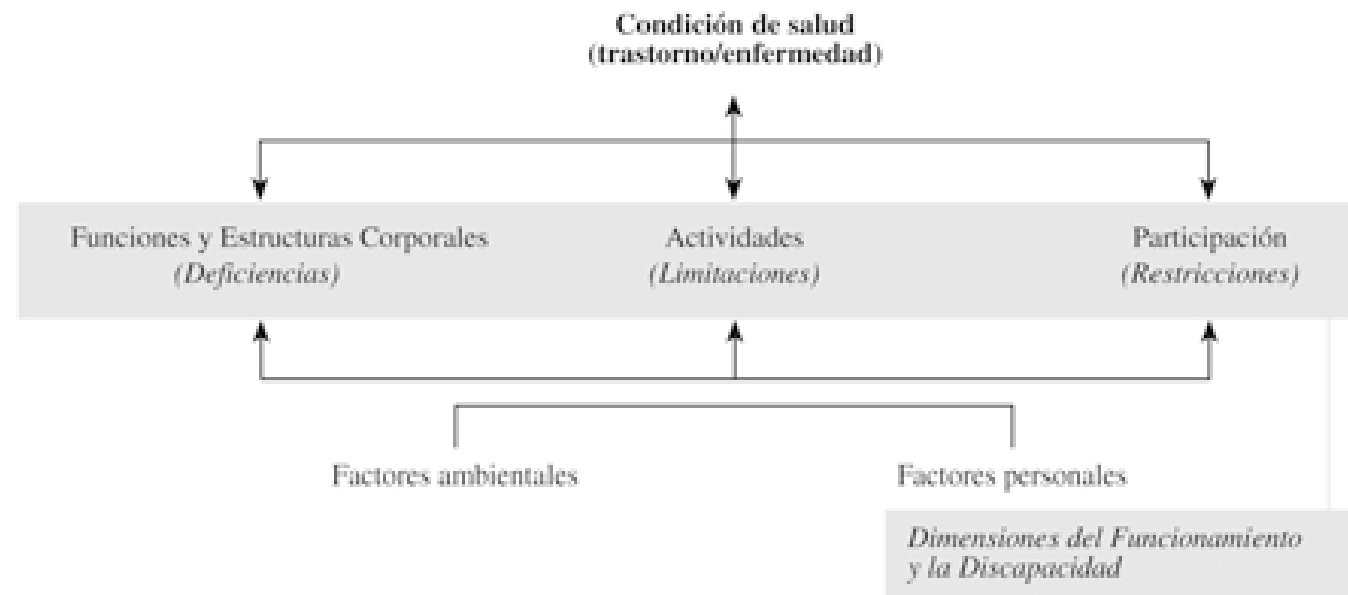 Condición de salud
(trastorno/enfermedad)
Funciones y Estructuras Corporales
(Deficiencias)
Actividades
(Limitaciones)
Participación
(Restricciones)
Factores ambientales
Factores personales
Dimensiones del Funcionamiento
y la Discapacidad